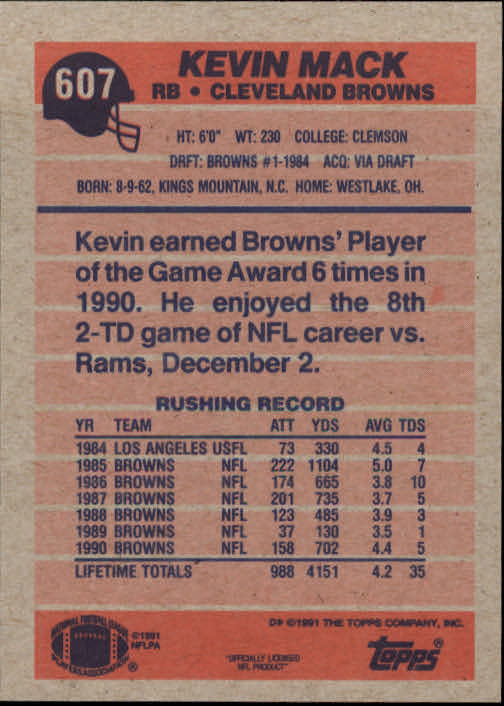 607
KEVIN MACK
RB • CLEVELAND BROWNS
HT: 6'0" WT: 230 COLLEGE: CLEMSON
DRFT: BROWNS #1-1984 ACQ: VIA DRAFT
BORN: 8-9-62, KINGS MOUNTAIN, N.C. HOME: WESTLAKE, OH.
Kevin earned Browns' Player
of the Game Award 6 times in
1990. He enjoyed the 8th
2-TD game of NFL career vs.
Rams, December 2.
RUSHING RECORD
YR TEAM ATT YDS AVG TDS
1984 LOS ANGELES USFL 73 330 4.5 4
1985 BROWNS NFL 222 1104 5.0 7
1986 BROWNS NFL 174 665 3.8 10
1987 BROWNS NFL 201 735 3.7 5
1988 BROWNS NFL 123 485 3.9 3
1989 BROWNS NFL 37 130 3.5 1
1990 BROWNS NFL 158 702 4.4 5
LIFETIME TOTALS 988 4151 4.2 35
D* ©1991 THE TOPPS COMPANY, INC.
NATIONAL FOOTBALL LEAGUE
PLAYERS ASSOCIATION
®
©1991
NFLPA
"OFFICIALLY LICENSED
NFL PRODUCT"
topps®